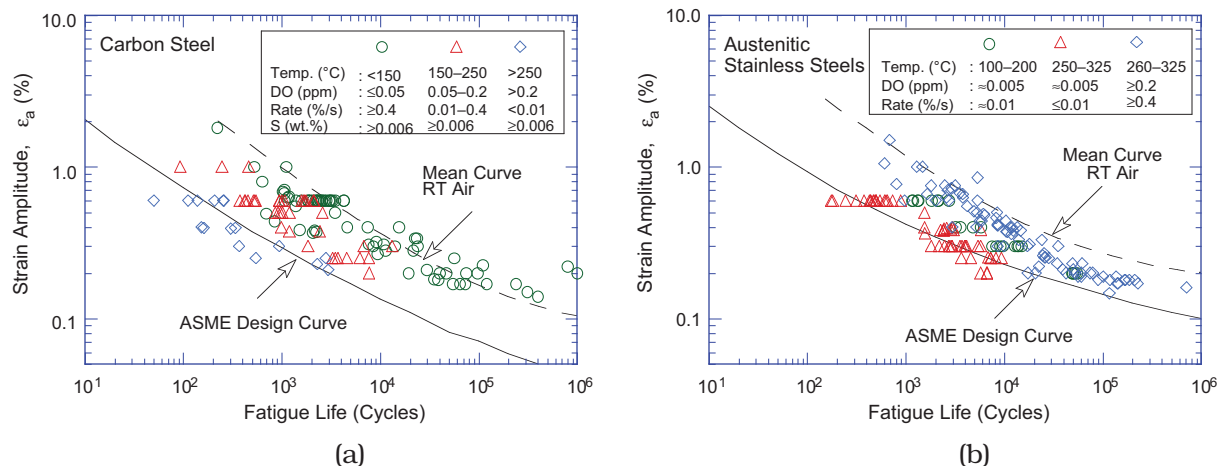 Carbon Steel
Temp. (°C) : <150 150–250 >250
DO (ppm) : ≤0.05 0.05–0.2 >0.2
Rate (%/s) : ≥0.4 0.01–0.4 <0.01
S (wt.%) : >0.006 ≥0.006 ≥0.006
Mean Curve
RT Air
ASME Design Curve
Strain Amplitude, εa (%)
10.0
1.0
0.1
10¹ 10² 10³ 10⁴ 10⁵ 10⁶
Fatigue Life (Cycles)
(a)
Austenitic
Stainless Steels
Temp. (°C) : 100–200 250–325 260–325
DO (ppm) : ≈0.005 ≈0.005 ≥0.2
Rate (%/s) : ≈0.01 ≤0.01 ≥0.4
Mean Curve
RT Air
ASME Design Curve
Strain Amplitude, εa (%)
10.0
1.0
0.1
10¹ 10² 10³ 10⁴ 10⁵ 10⁶
Fatigue Life (Cycles)
(b)